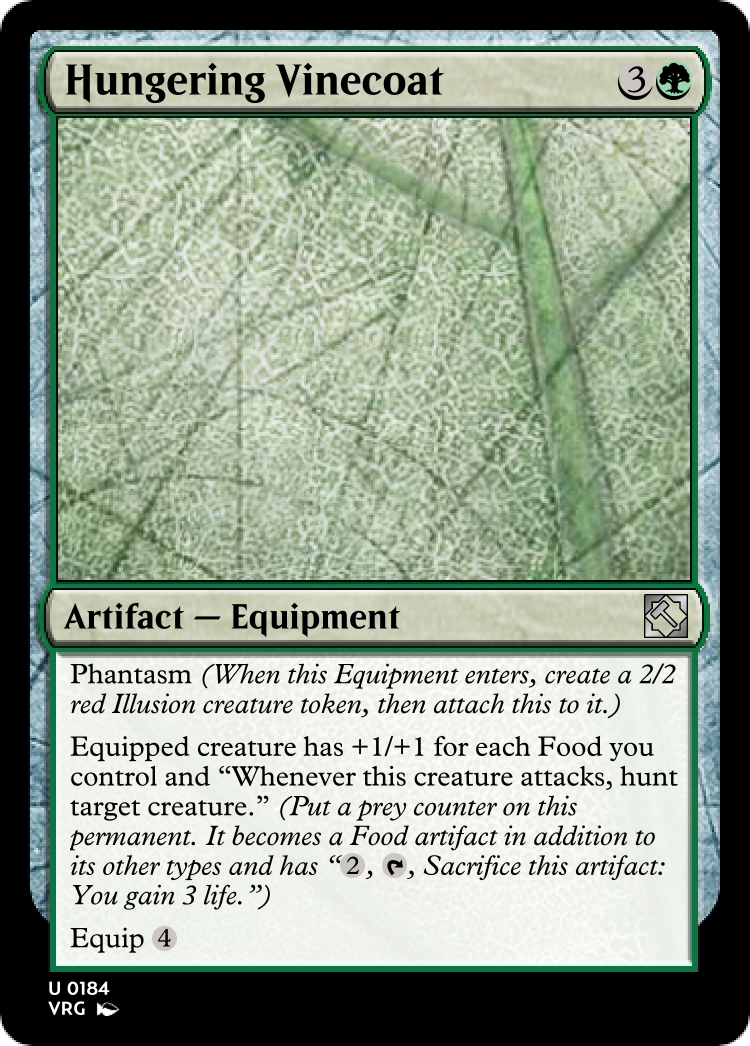 Hungering Vinecoat 3
Artifact — Equipment
Phantasm (When this Equipment enters, create a 2/2
red Illusion creature token, then attach this to it.)
Equipped creature has +1/+1 for each Food you
control and “Whenever this creature attacks, hunt
target creature.” (Put a prey counter on this
permanent. It becomes a Food artifact in addition to
its other types and has “2, , Sacrifice this artifact:
You gain 3 life.”)
Equip 4
U 0184
VRG